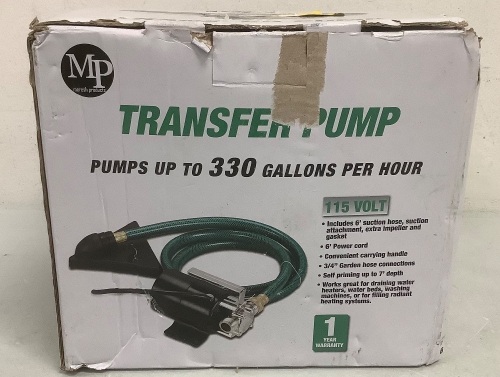 MP
maresh products
TRANSFER PUMP
PUMPS UP TO 330 GALLONS PER HOUR
115 VOLT
• Includes 6' suction hose, suction
attachment, extra impeller and
gasket
• 6' Power cord
• Convenient carrying handle
• 3/4" Garden hose connections
• Self priming up to 7' depth
• Works great for draining water
heaters, water beds, washing
machines, or for filling radiant
heating systems.
1
YEAR
WARRANTY